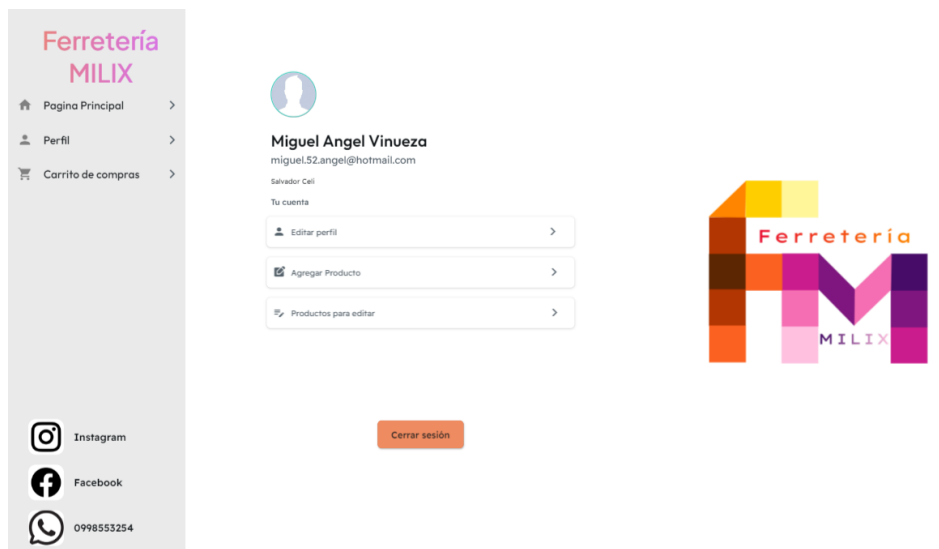 Ferretería
MILIX
Pagina Principal
Perfil
Carrito de compras
Instagram
Facebook
0998553254
Miguel Angel Vinueza
miguel.52.angel@hotmail.com
Salvador Celi
Tu cuenta
Editar perfil
Agregar Producto
Productos para editar
Cerrar sesión
Ferretería
MILIX